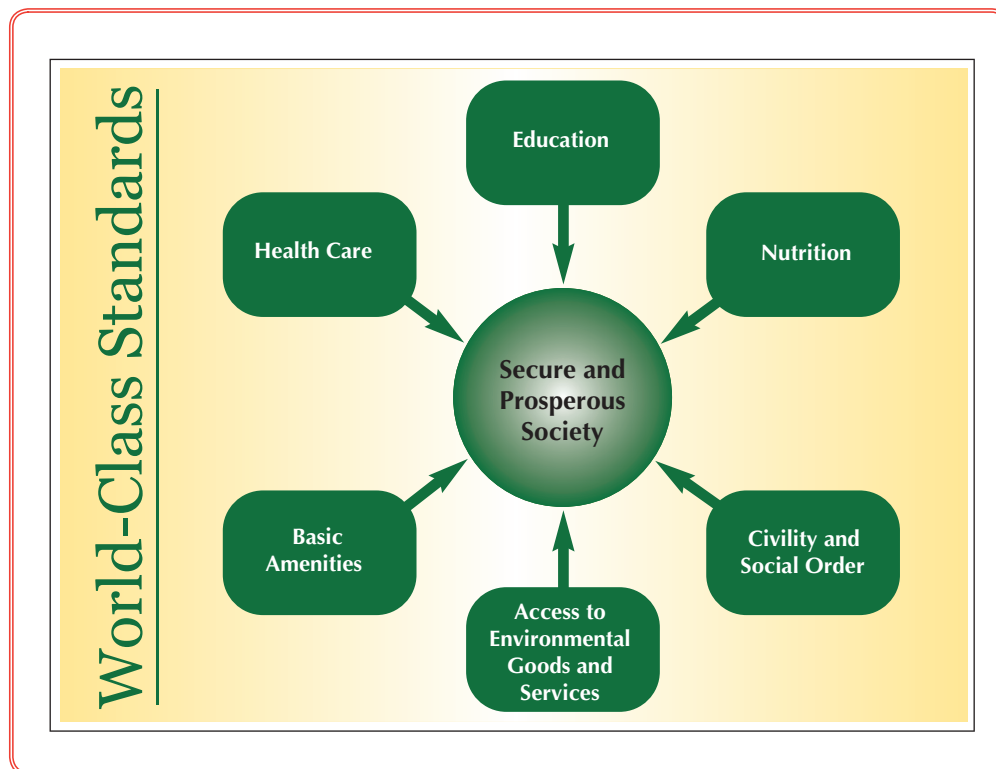 World-Class Standards
Education
Health Care
Nutrition
Secure and
Prosperous
Society
Basic
Amenities
Civility and
Social Order
Access to
Environmental
Goods and
Services